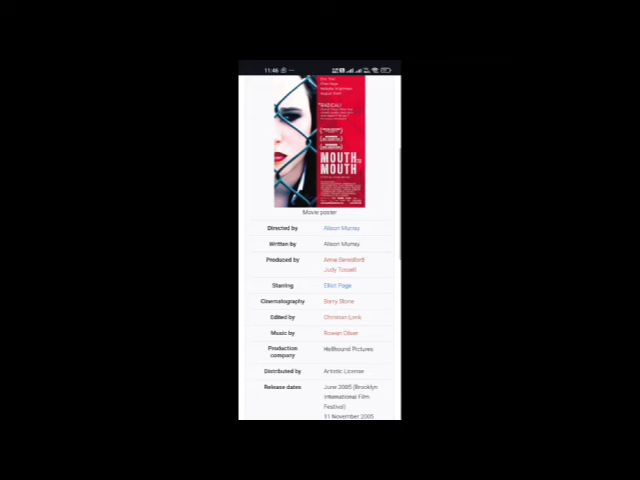 11:46
MOUTH TO
MOUTH
Movie poster
Directed by Alison Murray
Written by Alison Murray
Produced by Anne Beresford
Judy Tossell
Starring Elliot Page
Cinematography Barry Stone
Edited by Christian Lonk
Music by Rowan Oliver
Production Hellhound Pictures
company
Distributed by Artistic License
Release dates June 2005 (Brooklyn
International Film
Festival)
11 November 2005